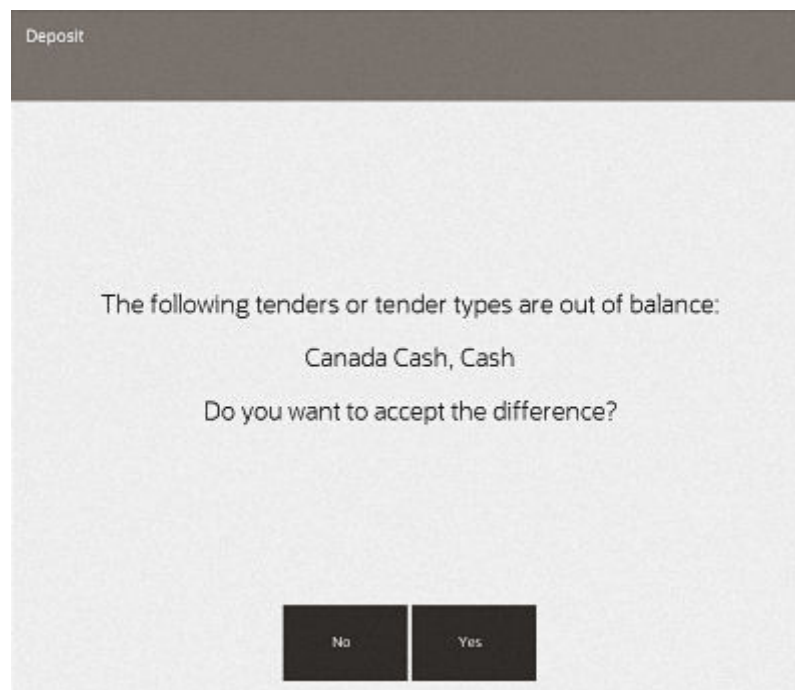 Deposit
The following tenders or tender types are out of balance:
Canada Cash, Cash
Do you want to accept the difference?
No Yes